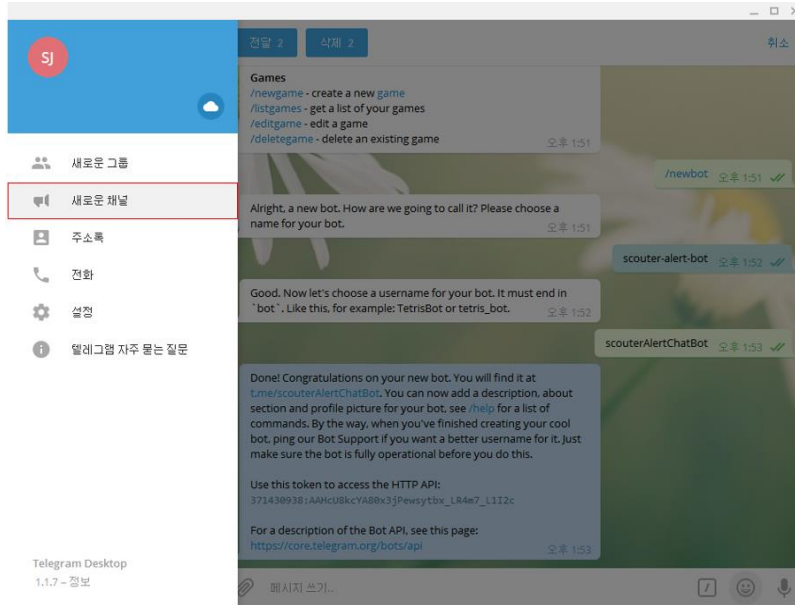 SJ
새로운 그룹
새로운 채널
주소록
전화
설정
텔레그램 자주 묻는 질문
Telegram Desktop
1.1.7 – 정보
전달 2 삭제 2 취소
Games
/newgame - create a new game
/listgames - get a list of your games
/editgame - edit a game
/deletegame - delete an existing game
오후 1:51
/newbot 오후 1:51
Alright, a new bot. How are we going to call it? Please choose a
name for your bot.
오후 1:51
scouter-alert-bot 오후 1:52
Good. Now let's choose a username for your bot. It must end in
`bot`. Like this, for example: TetrisBot or tetris_bot.
오후 1:52
scouterAlertChatBot 오후 1:53
Done! Congratulations on your new bot. You will find it at
t.me/scouterAlertChatBot. You can now add a description, about
section and profile picture for your bot, see /help for a list of
commands. By the way, when you've finished creating your cool
bot, ping our Bot Support if you want a better username for it. Just
make sure the bot is fully operational before you do this.
Use this token to access the HTTP API:
371430938:AAHcU8kcYA80x3jPewsytbx_LR4m7_L1I2c
For a description of the Bot API, see this page:
https://core.telegram.org/bots/api
오후 1:53
메시지 쓰기..